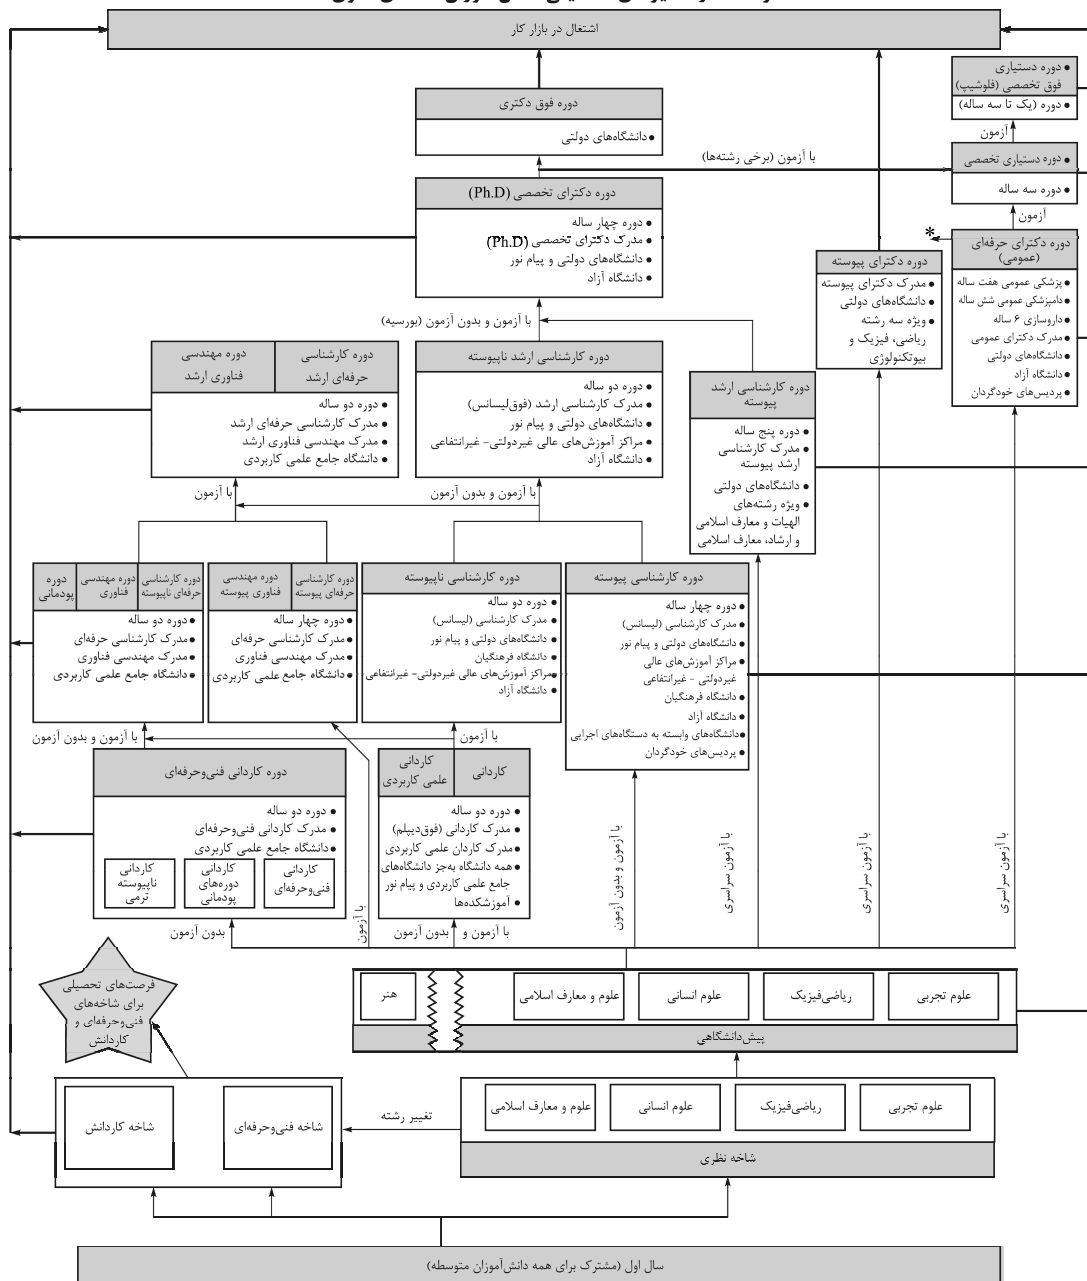 اشتغال در بازار کار
دوره دستیاری
فوق تخصصی (فلوشیپ)
دوره (یک تا سه ساله)
آزمون
دوره فوق دکتری
دانشگاه‌های دولتی
با آزمون (برخی رشته‌ها)
دوره دستیاری تخصصی
دوره سه ساله
آزمون
دوره دکترای تخصصی (Ph.D)
دوره چهار ساله
مدرک دکترای تخصصی (Ph.D)
دانشگاه‌های دولتی و پیام نور
دانشگاه آزاد
*
دوره دکترای حرفه‌ای
(عمومی)
پزشکی عمومی هفت ساله
دامپزشکی عمومی شش ساله
داروسازی ۶ ساله
مدرک دکترای عمومی
دانشگاه‌های دولتی
دانشگاه آزاد
پردیس‌های خودگردان
دوره دکترای پیوسته
مدرک دکترای پیوسته
دانشگاه‌های دولتی
ویژه سه رشته
ریاضی، فیزیک و
بیوتکنولوژی
با آزمون و بدون آزمون (بورسیه)
دوره کارشناسی ارشد پیوسته
دوره پنج ساله
مدرک کارشناسی
ارشد پیوسته
دانشگاه‌های دولتی
ویژه رشته‌های
الهیات و معارف اسلامی
و ارشاد، معارف اسلامی
دوره کارشناسی ارشد ناپیوسته
دوره دو ساله
مدرک کارشناسی ارشد (فوق‌لیسانس)
دانشگاه‌های دولتی و پیام نور
مراکز آموزش‌های عالی غیردولتی- غیرانتفاعی
دانشگاه آزاد
دوره کارشناسی
حرفه‌ای ارشد
دوره مهندسی
فناوری ارشد
دوره دو ساله
مدرک کارشناسی حرفه‌ای ارشد
مدرک مهندسی فناوری ارشد
دانشگاه جامع علمی کاربردی
با آزمون و بدون آزمون
با آزمون
دوره کارشناسی پیوسته
دوره چهار ساله
مدرک کارشناسی (لیسانس)
دانشگاه‌های دولتی و پیام نور
مراکز آموزش‌های عالی
غیردولتی - غیرانتفاعی
دانشگاه فرهنگیان
دانشگاه آزاد
دانشگاه‌های وابسته به دستگاه‌های اجرایی
پردیس‌های خودگردان
دوره کارشناسی ناپیوسته
دوره دو ساله
مدرک کارشناسی (لیسانس)
دانشگاه‌های دولتی و پیام نور
دانشگاه فرهنگیان
مراکز آموزش‌های عالی غیردولتی- غیرانتفاعی
دانشگاه آزاد
دوره کارشناسی
حرفه‌ای پیوسته
دوره مهندسی
فناوری پیوسته
دوره چهار ساله
مدرک کارشناسی حرفه‌ای
مدرک مهندسی فناوری
دانشگاه جامع علمی کاربردی
دوره کارشناسی
حرفه‌ای ناپیوسته
دوره مهندسی
فناوری
دوره
پودمانی
دوره دو ساله
مدرک کارشناسی حرفه‌ای
مدرک مهندسی فناوری
دانشگاه جامع علمی کاربردی
با آزمون
با آزمون و بدون آزمون
کاردانی
کاردانی
علمی کاربردی
دوره دو ساله
مدرک کاردانی (فوق‌دیپلم)
مدرک کاردان علمی کاربردی
همه دانشگاه به‌جز دانشگاه‌های
جامع علمی کاربردی و پیام نور
آموزشکده‌ها
دوره کاردانی فنی‌وحرفه‌ای
دوره دو ساله
مدرک کاردانی فنی‌وحرفه‌ای
دانشگاه جامع علمی کاربردی
کاردانی
فنی‌وحرفه‌ای
کاردانی
دوره‌های
پودمانی
کاردانی
ناپیوسته
ترمی
با آزمون سراسری
با آزمون سراسری
با آزمون سراسری
با آزمون و بدون آزمون
با آزمون
با آزمون و بدون آزمون
بدون آزمون
علوم تجربی
ریاضی‌فیزیک
علوم انسانی
علوم و معارف اسلامی
هنر
پیش‌دانشگاهی
فرصت‌های تحصیلی
برای شاخه‌های
فنی‌وحرفه‌ای و
کاردانش
علوم تجربی
ریاضی‌فیزیک
علوم انسانی
علوم و معارف اسلامی
شاخه نظری
تغییر رشته
شاخه فنی‌وحرفه‌ای
شاخه کاردانش
سال اول (مشترک برای همه دانش‌آموزان متوسطه)